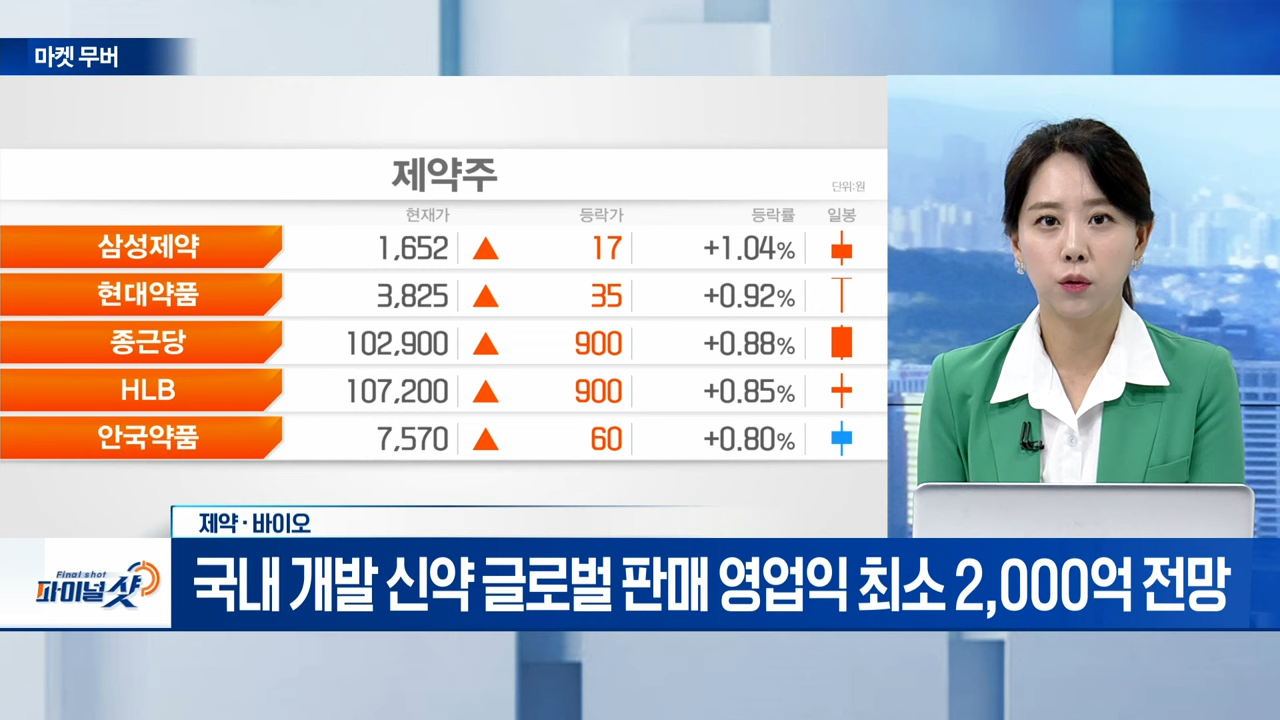 마켓 무버
제약주
단위:원
현재가 등락가 등락률 일봉
삼성제약 1,652 ▲ 17 +1.04%
현대약품 3,825 ▲ 35 +0.92%
종근당 102,900 ▲ 900 +0.88%
HLB 107,200 ▲ 900 +0.85%
안국약품 7,570 ▲ 60 +0.80%
제약·바이오
Final shot
파이널샷
국내 개발 신약 글로벌 판매 영업익 최소 2,000억 전망